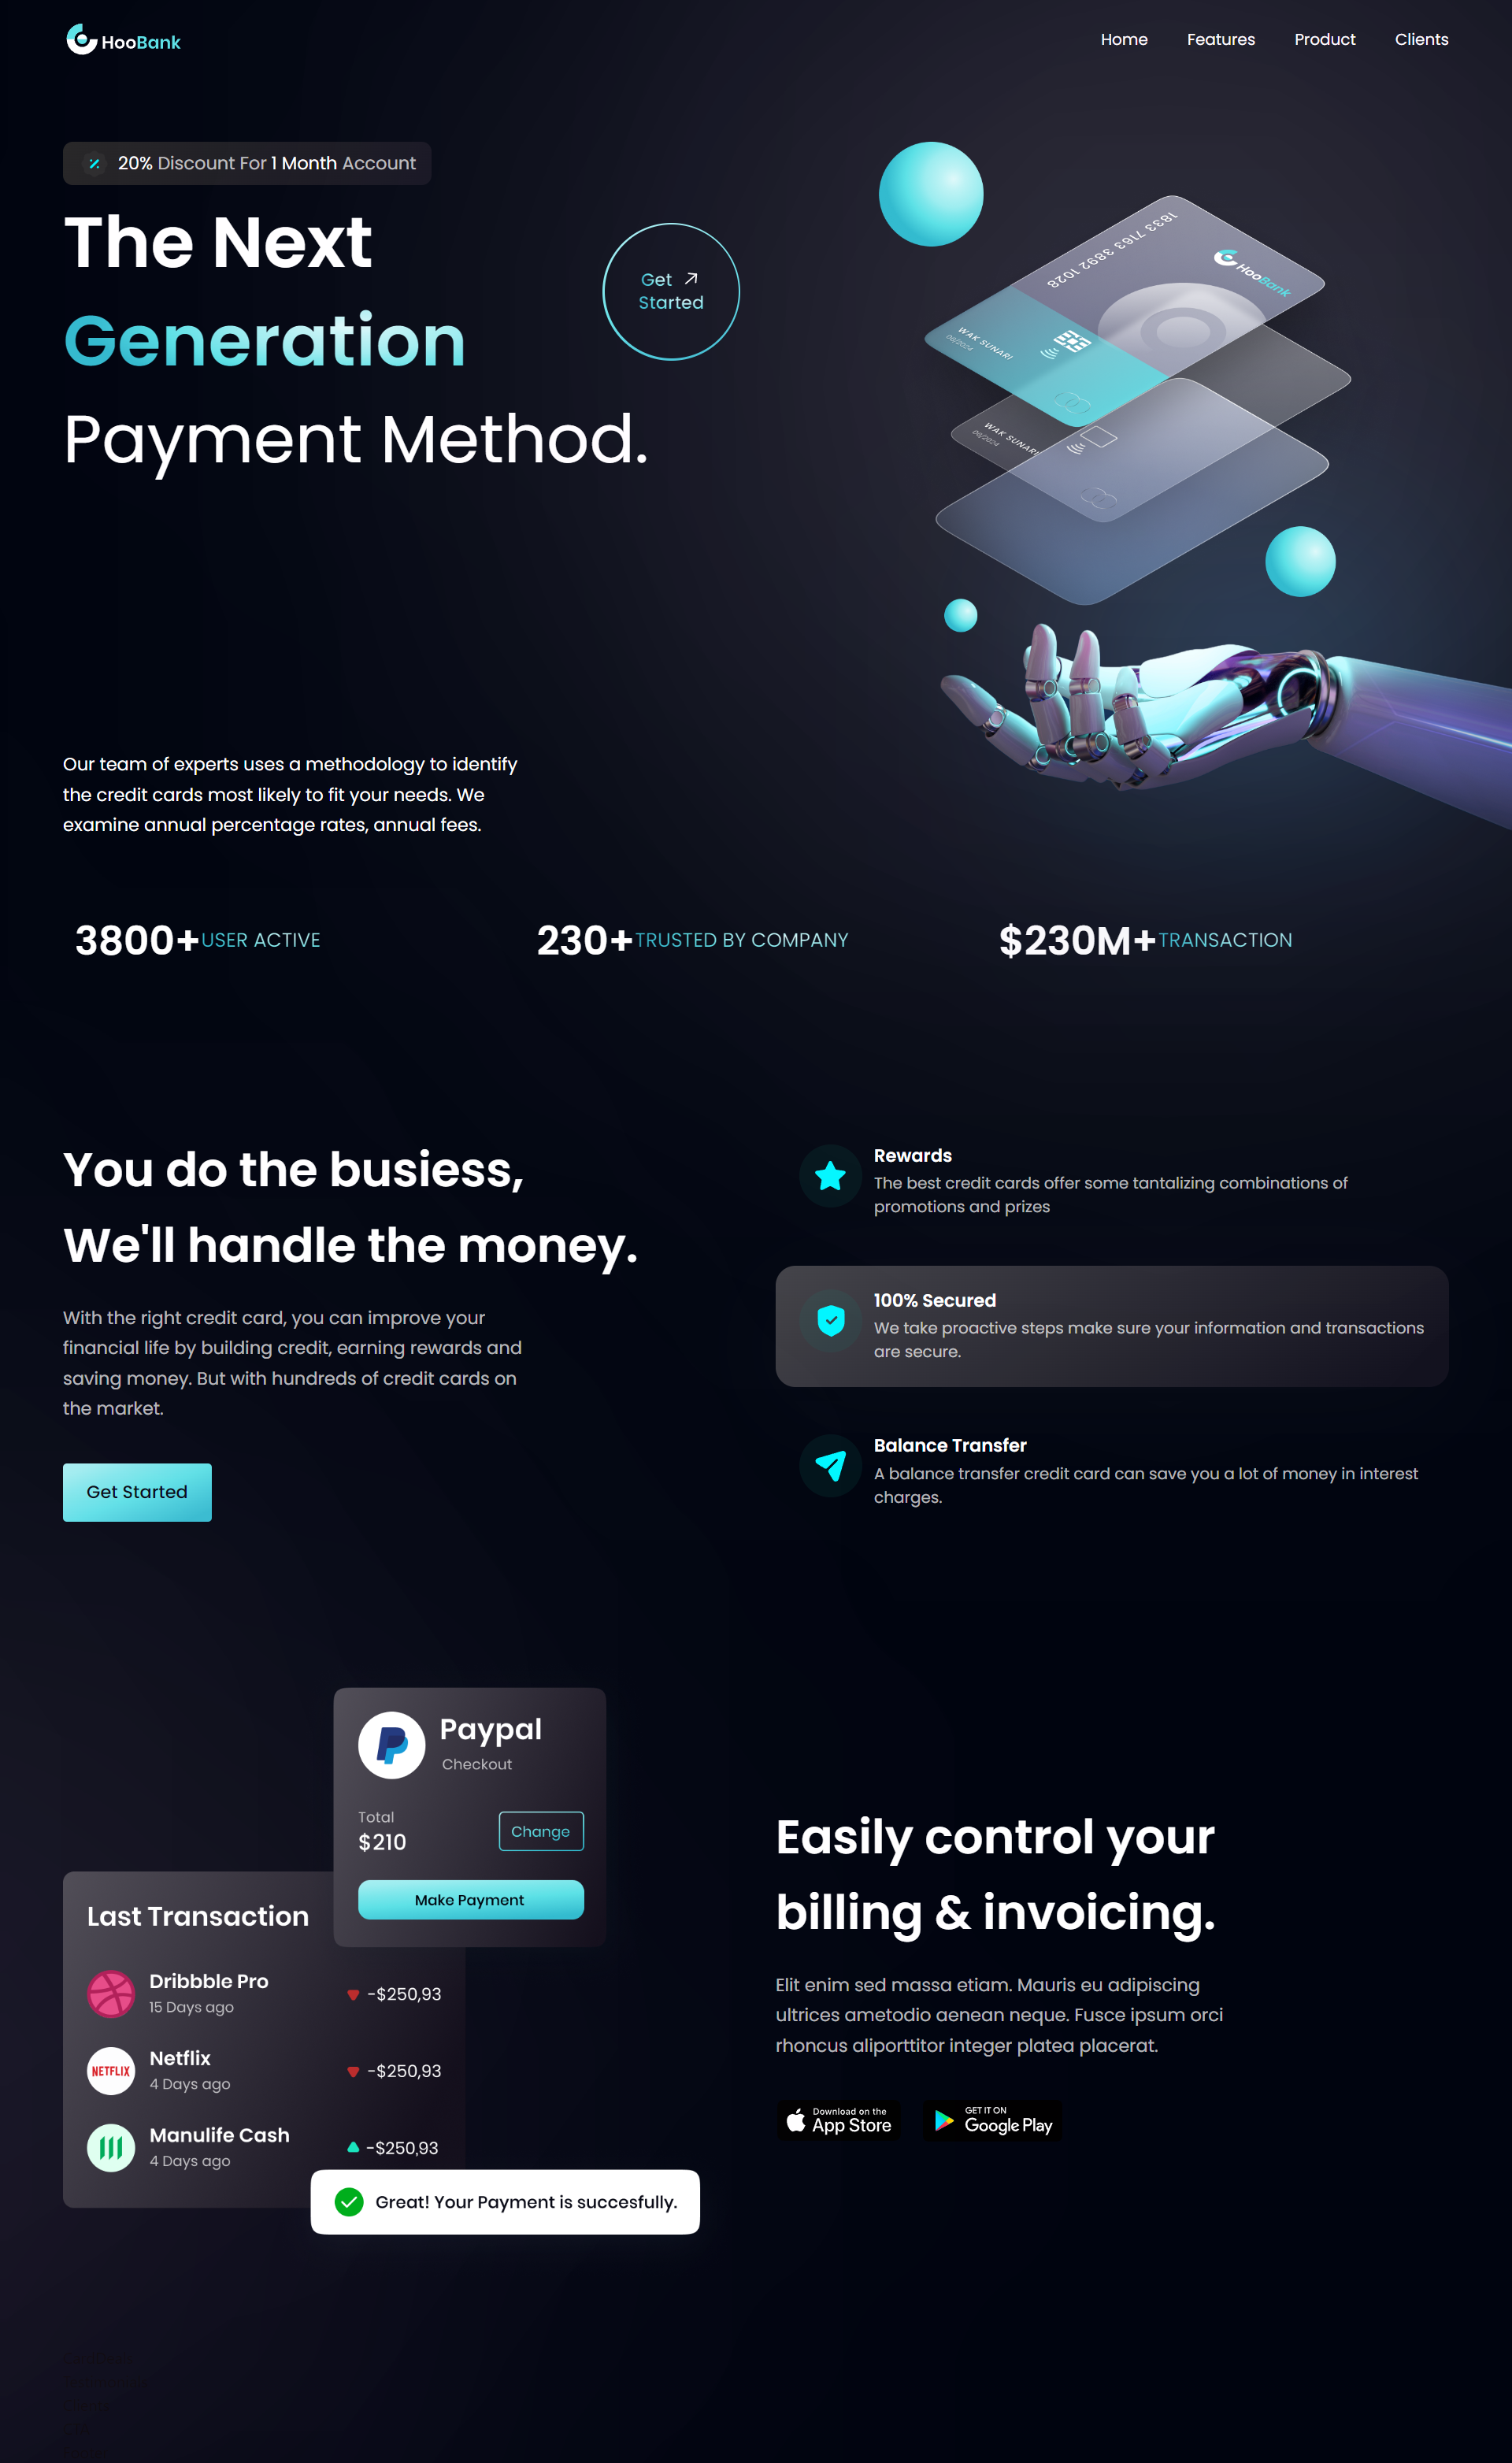 HooBank
Home Features Product Clients
20% Discount For 1 Month Account
The Next
Generation
Payment Method.
Get
Started
1833 7163 3892 1028
HooBank
WAK SUNARI
06/2024
WAK SUNARI
06/2024
Our team of experts uses a methodology to identify
the credit cards most likely to fit your needs. We
examine annual percentage rates, annual fees.
3800+ USER ACTIVE
230+ TRUSTED BY COMPANY
$230M+ TRANSACTION
You do the busiess,
We'll handle the money.
With the right credit card, you can improve your
financial life by building credit, earning rewards and
saving money. But with hundreds of credit cards on
the market.
Get Started
Rewards
The best credit cards offer some tantalizing combinations of
promotions and prizes
100% Secured
We take proactive steps make sure your information and transactions
are secure.
Balance Transfer
A balance transfer credit card can save you a lot of money in interest
charges.
Paypal
Checkout
Total
$210
Change
Make Payment
Last Transaction
Dribbble Pro
15 Days ago
-$250,93
NETFLIX
Netflix
4 Days ago
-$250,93
Manulife Cash
4 Days ago
-$250,93
Great! Your Payment is succesfully.
Easily control your
billing & invoicing.
Elit enim sed massa etiam. Mauris eu adipiscing
ultrices ametodio aenean neque. Fusce ipsum orci
rhoncus aliporttitor integer platea placerat.
Download on the
App Store
GET IT ON
Google Play